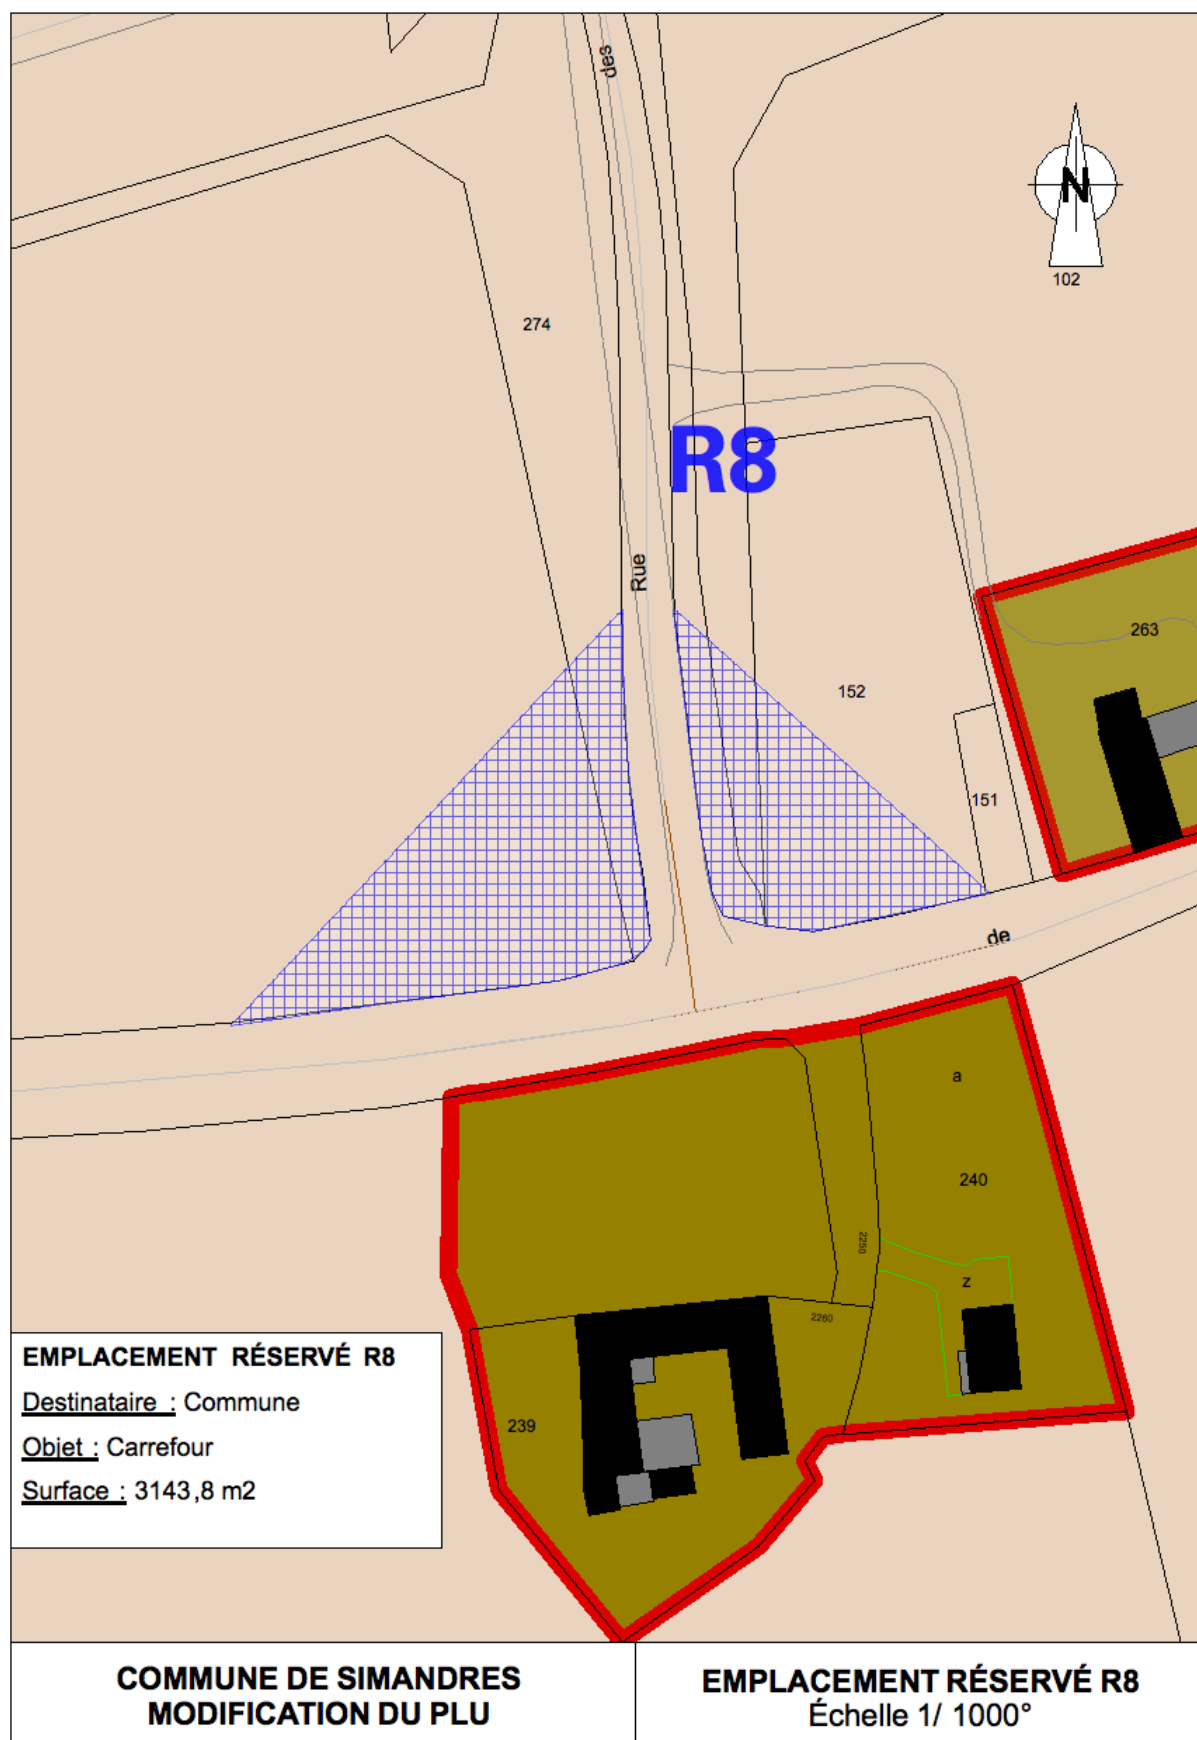 des
N
102
274
R8
Rue
263
152
151
de
a
240
2250
z
2260
239
EMPLACEMENT RÉSERVÉ R8
Destinataire : Commune
Objet : Carrefour
Surface : 3143,8 m2
COMMUNE DE SIMANDRES
MODIFICATION DU PLU
EMPLACEMENT RÉSERVÉ R8
Échelle 1/ 1000°